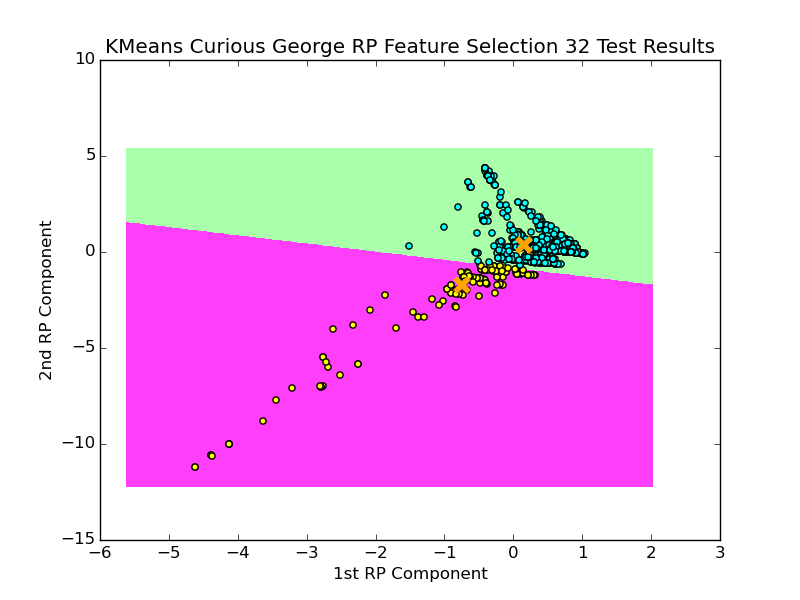 KMeans Curious George RP Feature Selection 32 Test Results
10
5
0
−5
−10
−15
2nd RP Component
−6 −5 −4 −3 −2 −1 0 1 2 3
1st RP Component